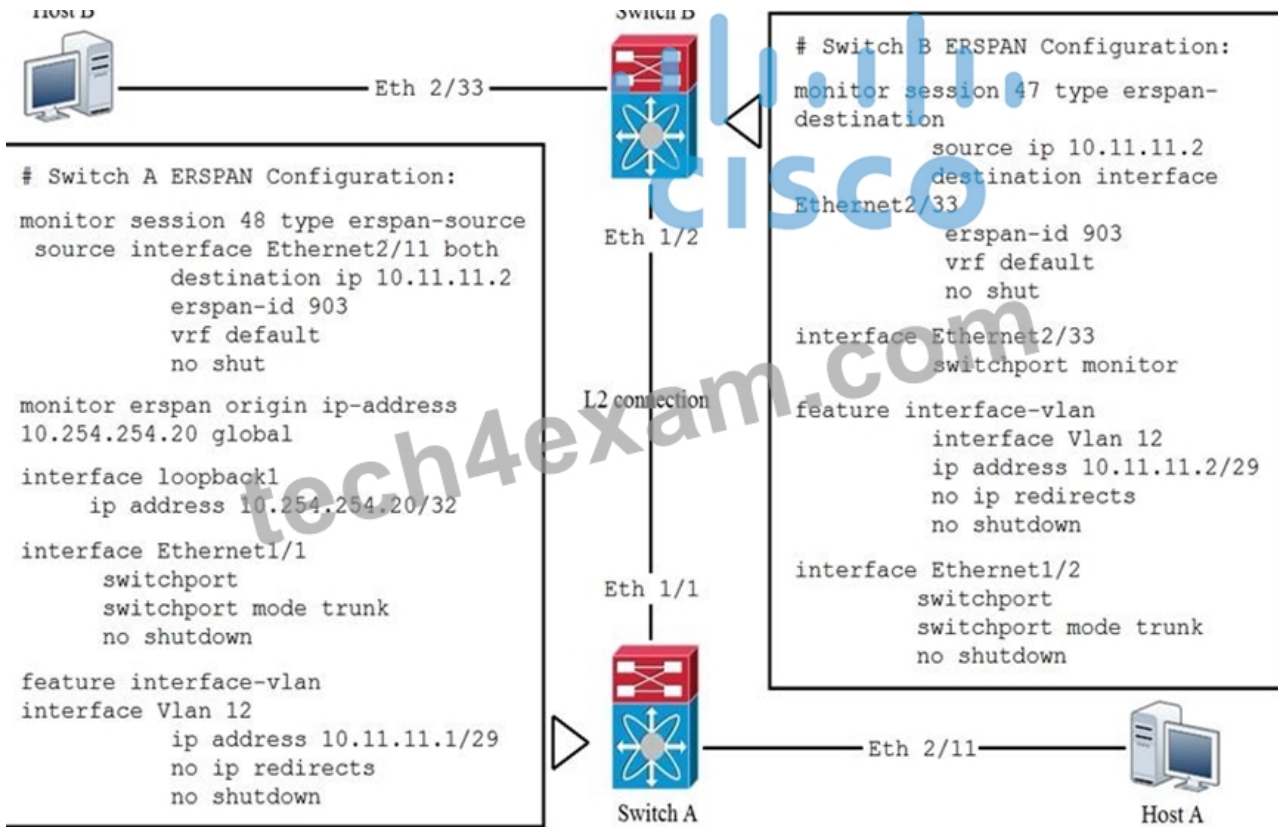 Host B
Switch B
Eth 2/33
# Switch B ERSPAN Configuration:
monitor session 47 type erspan-
destination
source ip 10.11.11.2
destination interface
Ethernet2/33
erspan-id 903
vrf default
no shut
interface Ethernet2/33
switchport monitor
feature interface-vlan
interface Vlan 12
ip address 10.11.11.2/29
no ip redirects
no shutdown
interface Ethernet1/2
switchport
switchport mode trunk
no shutdown
cisco
# Switch A ERSPAN Configuration:
monitor session 48 type erspan-source
source interface Ethernet2/11 both
destination ip 10.11.11.2
erspan-id 903
vrf default
no shut
monitor erspan origin ip-address
10.254.254.20 global
interface loopback1
ip address 10.254.254.20/32
interface Ethernet1/1
switchport
switchport mode trunk
no shutdown
feature interface-vlan
interface Vlan 12
ip address 10.11.11.1/29
no ip redirects
no shutdown
Eth 1/2
L2 connection
Eth 1/1
tech4exam.com
Eth 2/11
Switch A
Host A